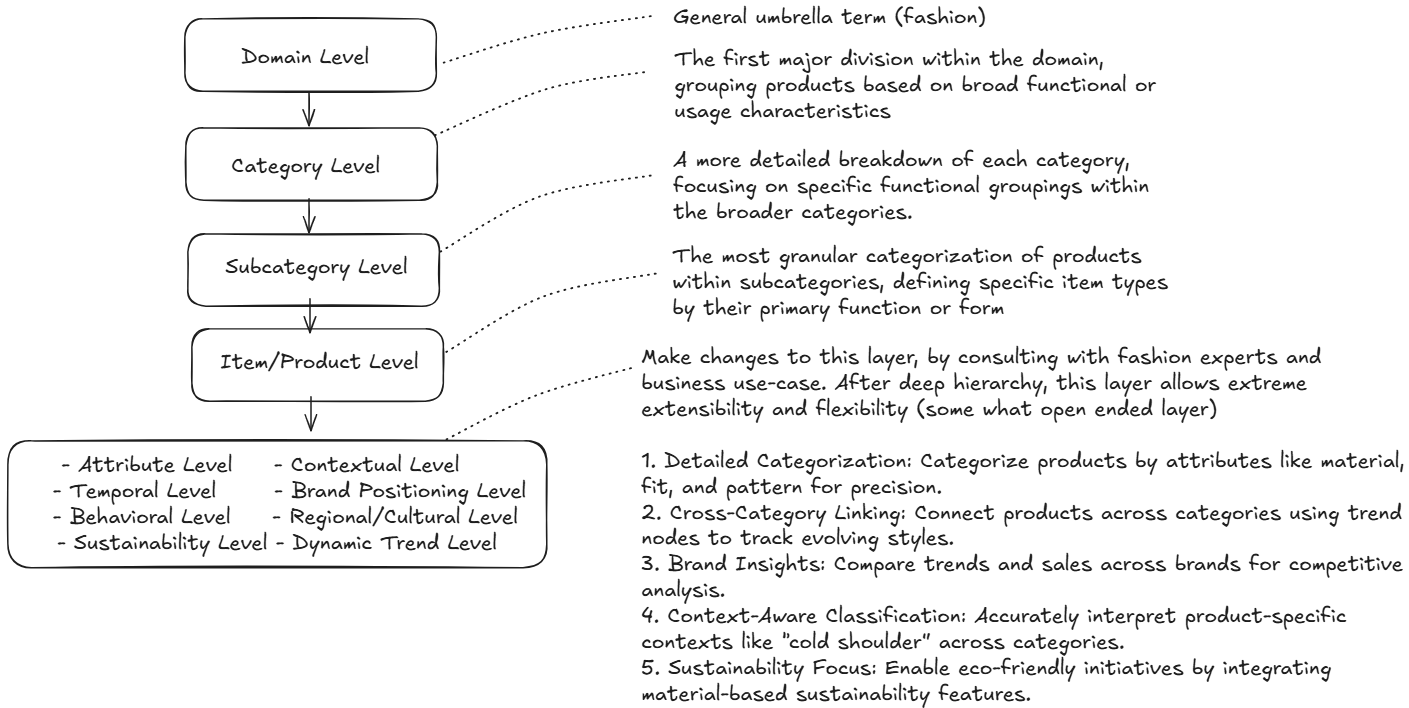 Domain Level
General umbrella term (fashion)
The first major division within the domain,
grouping products based on broad functional or
usage characteristics
Category Level
A more detailed breakdown of each category,
focusing on specific functional groupings within
the broader categories.
Subcategory Level
The most granular categorization of products
within subcategories, defining specific item types
by their primary function or form
Item/Product Level
Make changes to this layer, by consulting with fashion experts and
business use-case. After deep hierarchy, this layer allows extreme
extensibility and flexibility (some what open ended layer)
- Attribute Level
- Temporal Level
- Behavioral Level
- Sustainability Level
- Contextual Level
- Brand Positioning Level
- Regional/Cultural Level
- Dynamic Trend Level
1. Detailed Categorization: Categorize products by attributes like material,
fit, and pattern for precision.
2. Cross-Category Linking: Connect products across categories using trend
nodes to track evolving styles.
3. Brand Insights: Compare trends and sales across brands for competitive
analysis.
4. Context-Aware Classification: Accurately interpret product-specific
contexts like "cold shoulder" across categories.
5. Sustainability Focus: Enable eco-friendly initiatives by integrating
material-based sustainability features.